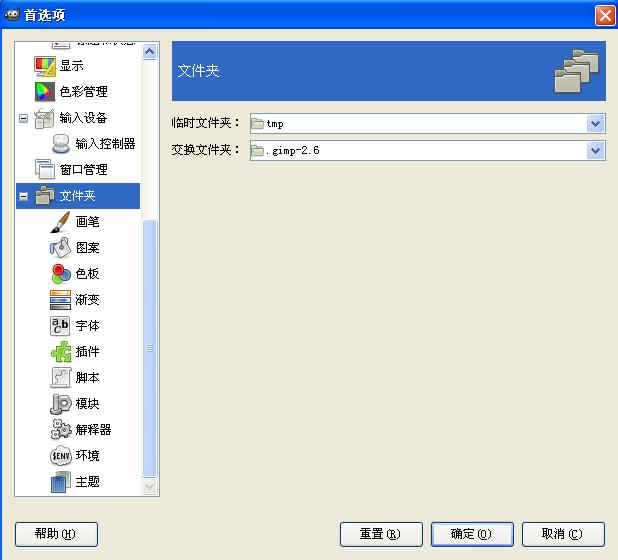 首选项
显示
色彩管理
输入设备
输入控制器
窗口管理
文件夹
画笔
图案
色板
渐变
字体
插件
脚本
模块
解释器
环境
主题
文件夹
临时文件夹： tmp
交换文件夹： .gimp-2.6
帮助(H)
重置(R)
确定(O)
取消(C)